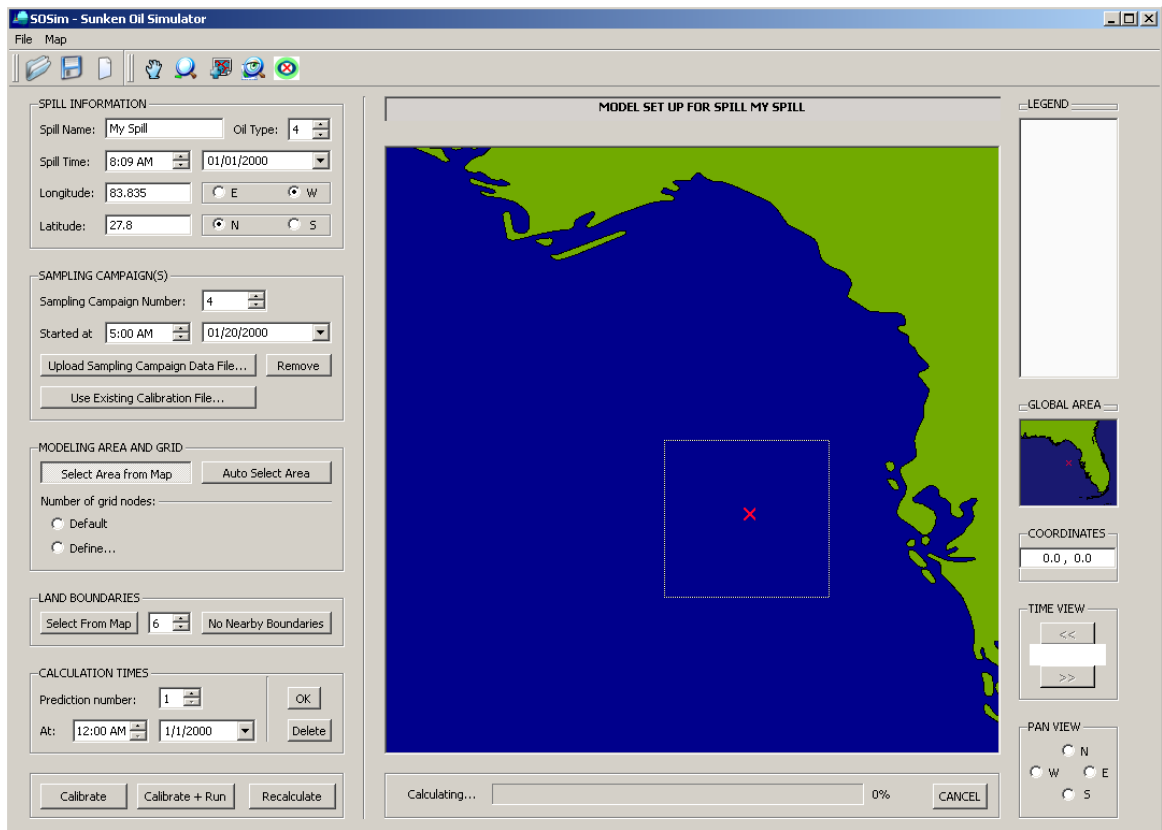 SOSim - Sunken Oil Simulator
File Map
SPILL INFORMATION
Spill Name: My Spill Oil Type: 4
Spill Time: 8:09 AM 01/01/2000
Longitude: 83.835 E W
Latitude: 27.8 N S
SAMPLING CAMPAIGN(S)
Sampling Campaign Number: 4
Started at 5:00 AM 01/20/2000
Upload Sampling Campaign Data File... Remove
Use Existing Calibration File...
MODELING AREA AND GRID
Select Area from Map Auto Select Area
Number of grid nodes:
Default
Define...
LAND BOUNDARIES
Select From Map 6 No Nearby Boundaries
CALCULATION TIMES
Prediction number: 1 OK
At: 12:00 AM 1/1/2000 Delete
Calibrate Calibrate + Run Recalculate
MODEL SET UP FOR SPILL MY SPILL
Calculating... 0% CANCEL
LEGEND
GLOBAL AREA
COORDINATES
0.0 , 0.0
TIME VIEW
<<
>>
PAN VIEW
N
W E
S